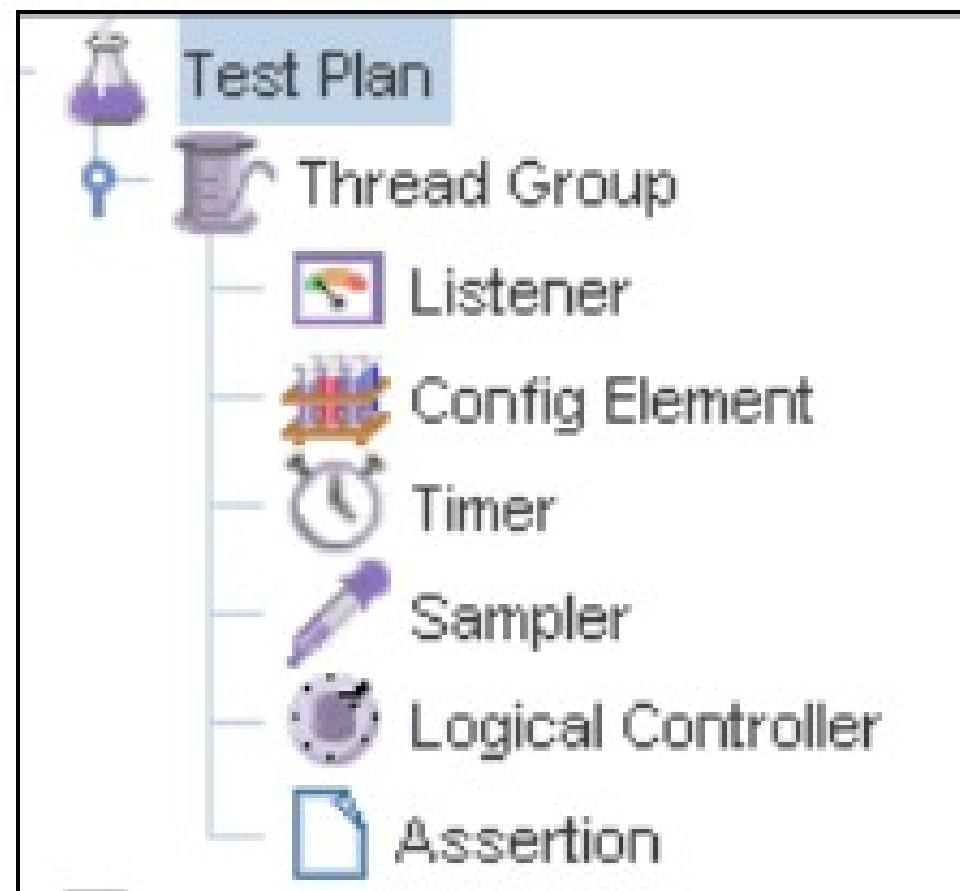 Test Plan
Thread Group
Listener
Config Element
Timer
Sampler
Logical Controller
Assertion